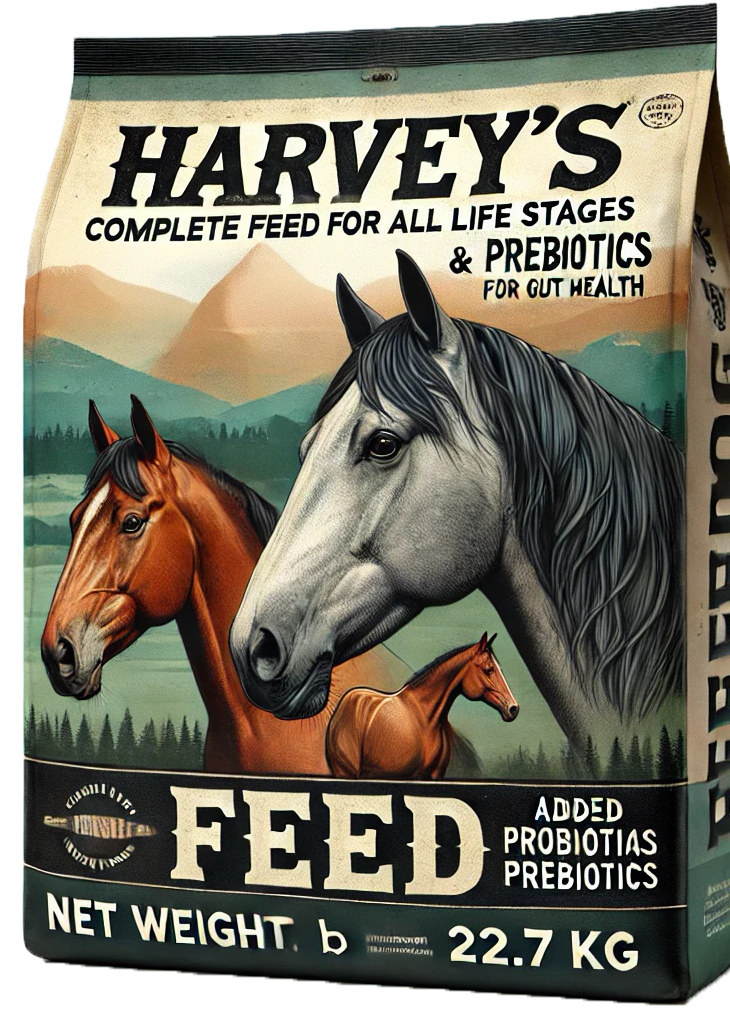 HARVEY'S
COMPLETE FEED FOR ALL LIFE STAGES
& PREBIOTICS
FOR GUT HEALTH
FEED
ADDED
PROBIOTIAS
PREBIOTICS
NET WEIGHT. b 22.7 KG